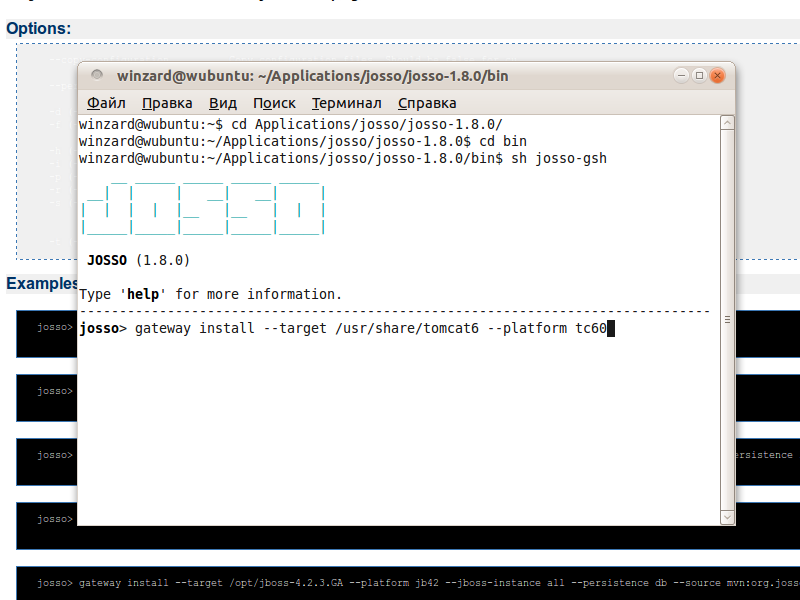 Options:
winzard@wubuntu: ~/Applications/josso/josso-1.8.0/bin
Файл Правка Вид Поиск Терминал Справка
winzard@wubuntu:~$ cd Applications/josso/josso-1.8.0/
winzard@wubuntu:~/Applications/josso/josso-1.8.0$ cd bin
winzard@wubuntu:~/Applications/josso/josso-1.8.0/bin$ sh josso-gsh
JOSSO
JOSSO (1.8.0)
Examples
Type 'help' for more information.
josso> gateway install --target /usr/share/tomcat6 --platform tc60
josso>
josso>
josso>
ersistence
josso>
josso> gateway install --target /opt/jboss-4.2.3.GA --platform jb42 --jboss-instance all --persistence db --source mvn:org.joss